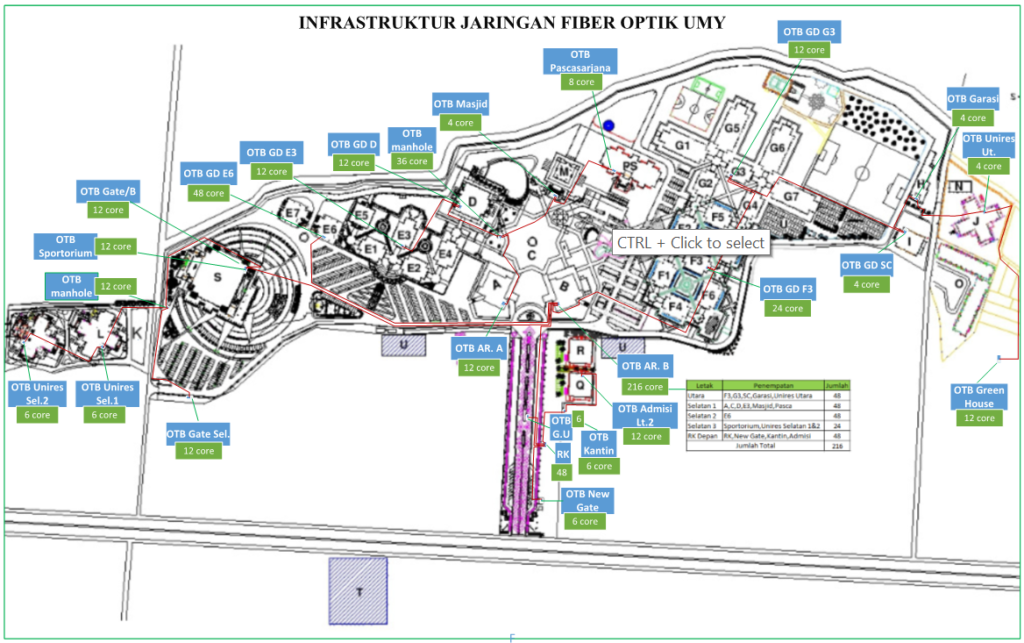 INFRASTRUKTUR JARINGAN FIBER OPTIK UMY
OTB GD G3
12 core
OTB
Pascasarjana
8 core
OTB Masjid
4 core
OTB
manhole
36 core
OTB GD D
12 core
OTB GD E3
12 core
OTB GD E6
48 core
OTB Gate/B
12 core
OTB
Sportorium
12 core
OTB
manhole
12 core
OTB Garasi
4 core
OTB Unires
Ut.
4 core
G5
G1
G6
G3
G2
G7
G4
PS
M
D
H
N
J
I
O
E7
E5
E6
E1
E3
E4
E2
S
O
C
A
B
F5
F3
F1
F4
F6
CTRL + Click to select
OTB GD SC
4 core
OTB GD F3
24 core
K
L
U
U
R
Q
OTB AR. A
12 core
OTB AR. B
216 core
OTB Unires
Sel.2
6 core
OTB Unires
Sel.1
6 core
OTB Gate Sel.
12 core
OTB
G.U
6
OTB Admisi
Lt.2
12 core
OTB
Kantin
6 core
RK
48
OTB New
Gate
6 core
OTB Green
House
12 core
Letak Penempatan Jumlah
Utara F3,G3,SC,Garasi,Unires Utara 48
Selatan 1 A,C,D,E3,Masjid,Pasca 48
Selatan 2 E6 48
Selatan 3 Sportorium,Unires Selatan 1&2 24
RK Depan RK,New Gate,Kantin,Admisi 48
Jumlah Total 216
T
F